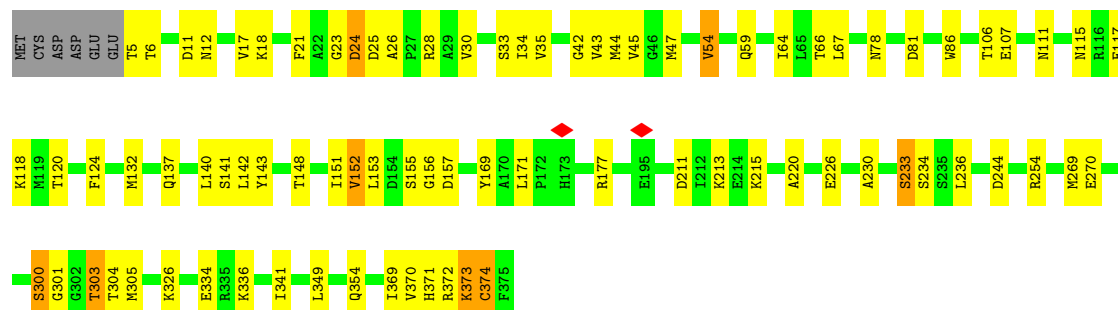 MET CYS ASP ASP GLU GLU T5 T6 D11 N12 V17 K18 F21 A22 G23 D24 D25 A26 P27 R28 A29 V30 S33 I34 V35 G42 V43 M44 V45 G46 M47 V54 Q59 I64 L65 T66 L67 N78 D81 W86 T106 E107 N111 N115 R116 E117
K118 M119 T120 F124 M132 Q137 L140 S141 L142 Y143 T148 I151 V152 L153 D154 S155 G156 D157 Y169 A170 L171 P172 H173 R177 E195 D211 I212 K213 E214 K215 A220 E226 A230 S233 S234 S235 L236 D244 R254 M269 E270
S300 G301 G302 T303 T304 M305 K326 E334 R335 K336 I341 L349 Q354 I369 V370 H371 R372 K373 C374 F375